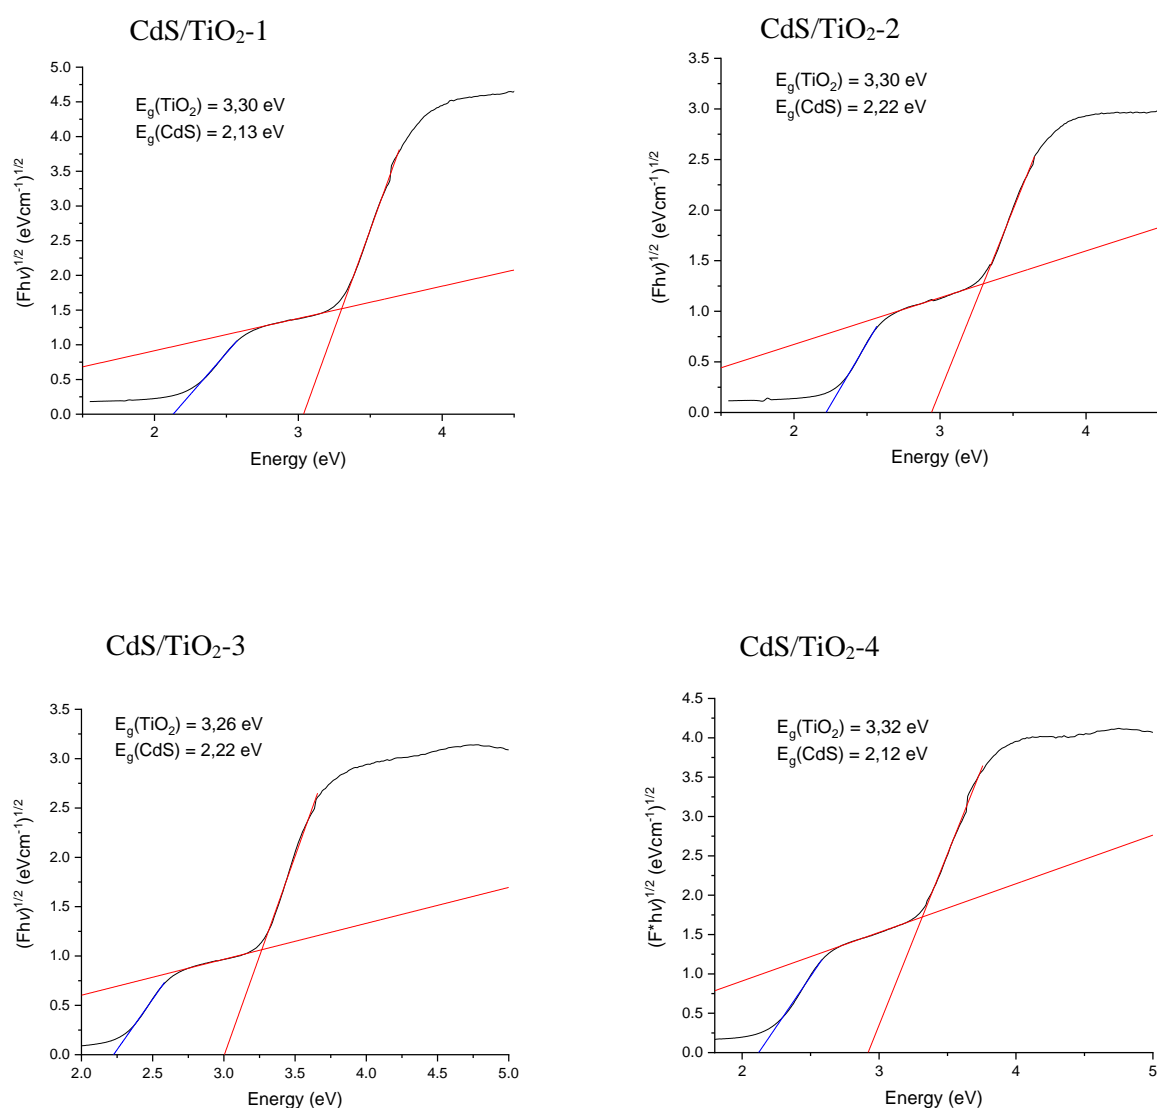 CdS/TiO₂-1
E_g(TiO₂) = 3,30 eV
E_g(CdS) = 2,13 eV
(Fhν)^1/2 (eVcm⁻¹)^1/2
5.0
4.5
4.0
3.5
3.0
2.5
2.0
1.5
1.0
0.5
0.0
2 3 4
Energy (eV)
CdS/TiO₂-2
E_g(TiO₂) = 3,30 eV
E_g(CdS) = 2,22 eV
(Fhν)^1/2 (eVcm⁻¹)^1/2
3.5
3.0
2.5
2.0
1.5
1.0
0.5
0.0
2 3 4
Energy (eV)
CdS/TiO₂-3
E_g(TiO₂) = 3,26 eV
E_g(CdS) = 2,22 eV
(Fhν)^1/2 (eVcm⁻¹)^1/2
3.5
3.0
2.5
2.0
1.5
1.0
0.5
0.0
2.0 2.5 3.0 3.5 4.0 4.5 5.0
Energy (eV)
CdS/TiO₂-4
E_g(TiO₂) = 3,32 eV
E_g(CdS) = 2,12 eV
(F*hν)^1/2 (eVcm⁻¹)^1/2
4.5
4.0
3.5
3.0
2.5
2.0
1.5
1.0
0.5
0.0
2 3 4 5
Energy (eV)